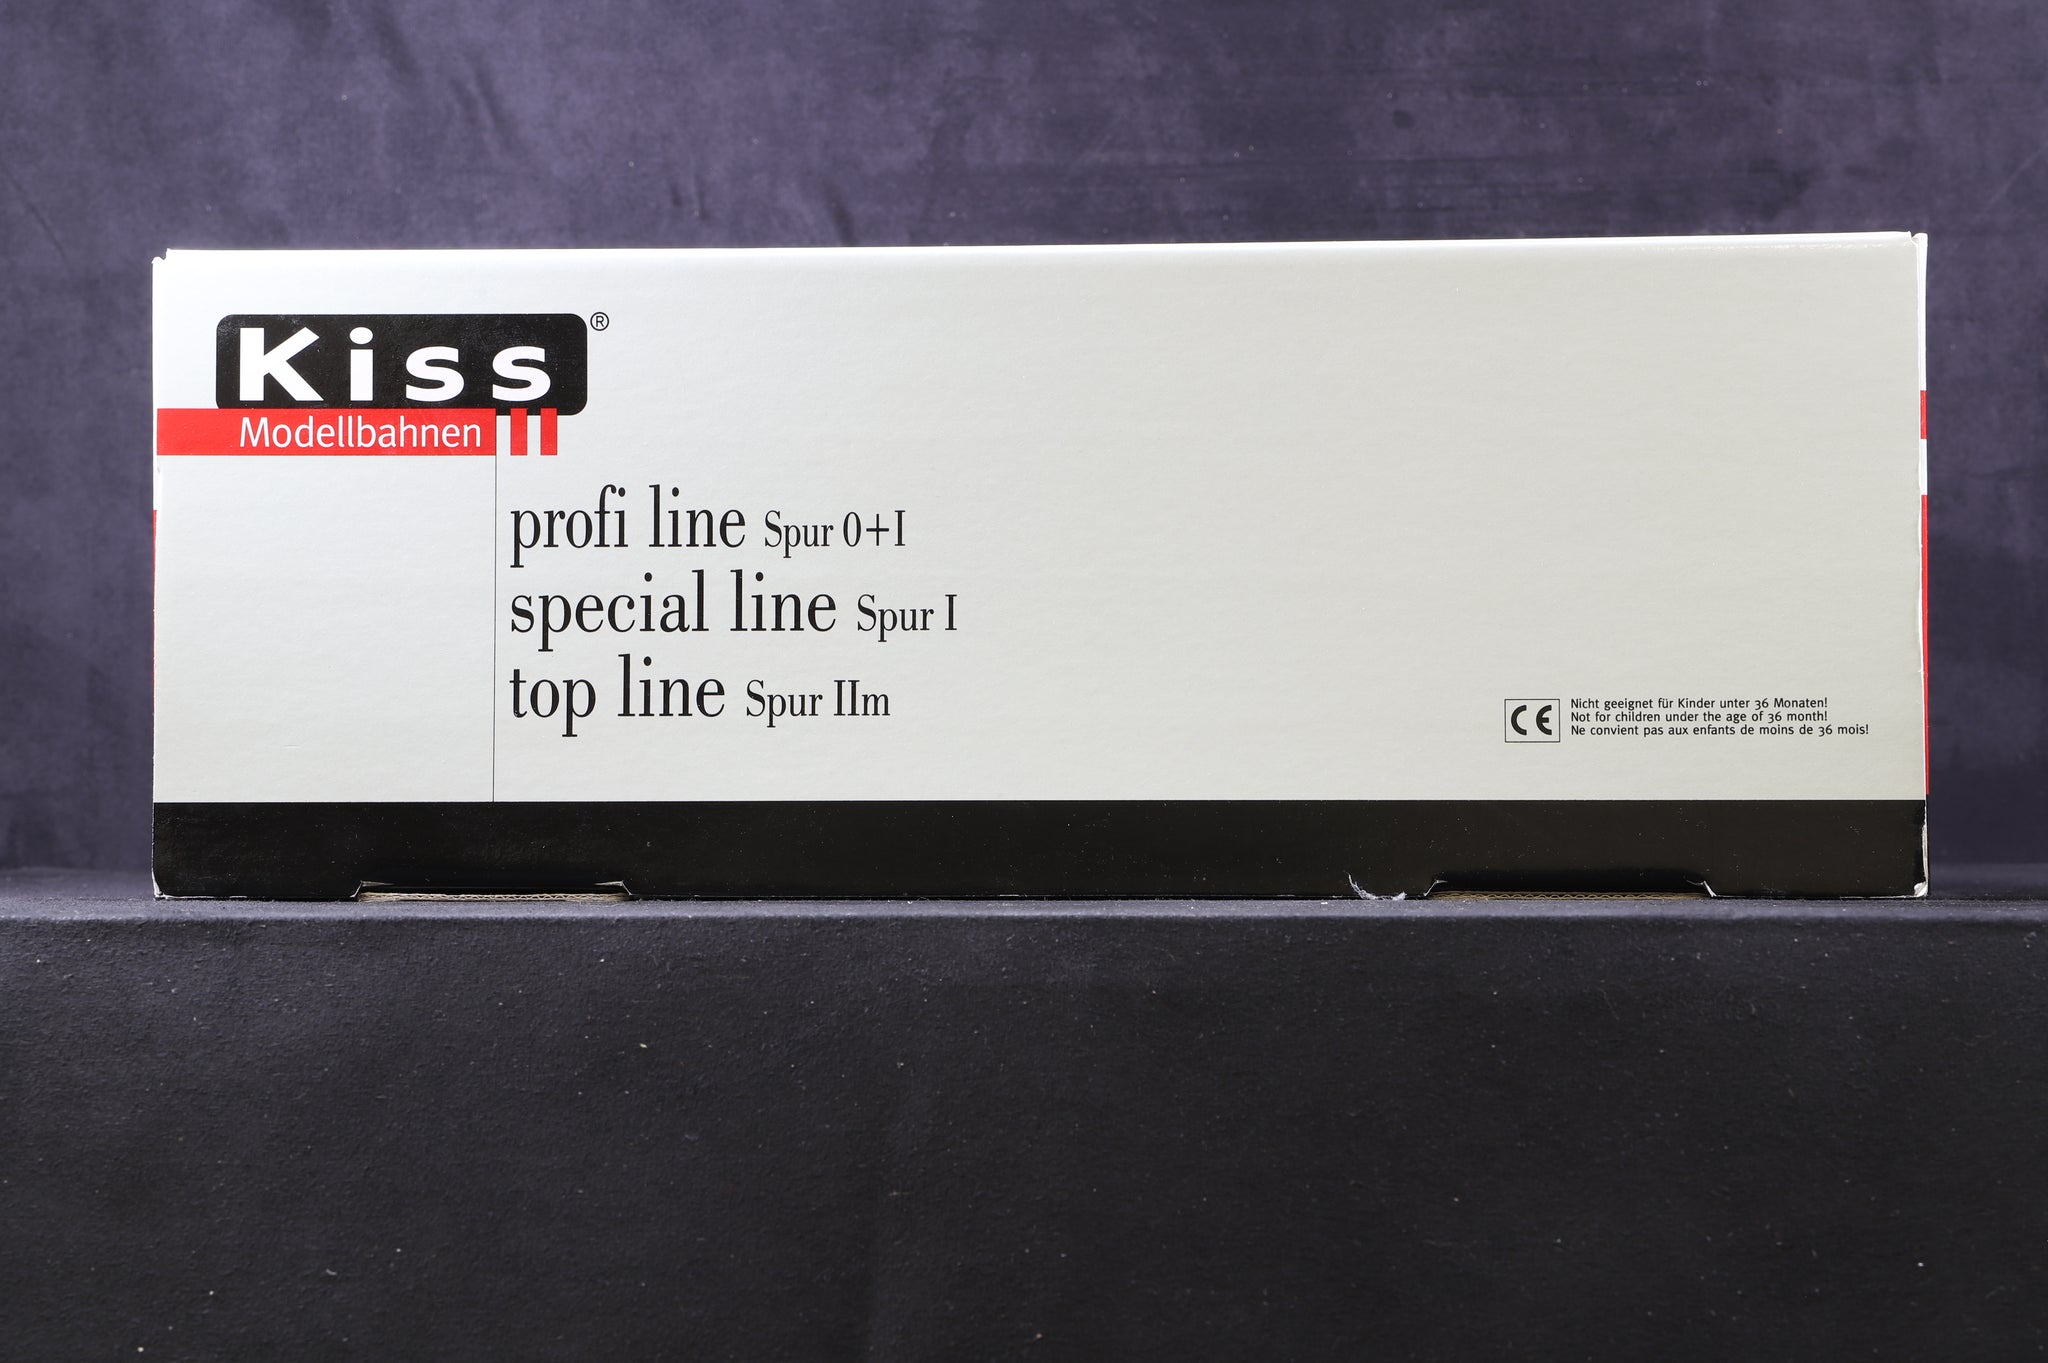 Kiss®
Modellbahnen
profi line Spur 0+I
special line Spur I
top line Spur IIm
CE
Nicht geeignet für Kinder unter 36 Monaten!
Not for children under the age of 36 month!
Ne convient pas aux enfants de moins de 36 mois!